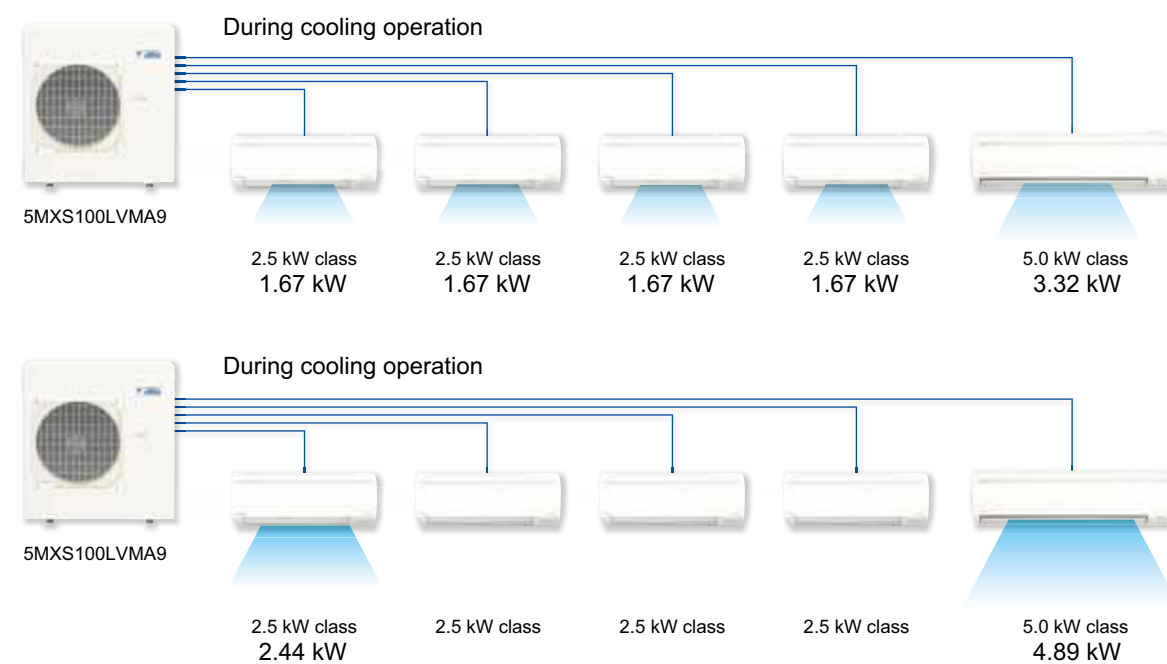 During cooling operation
5MXS100LVMA9
2.5 kW class
1.67 kW
2.5 kW class
1.67 kW
2.5 kW class
1.67 kW
2.5 kW class
1.67 kW
5.0 kW class
3.32 kW
During cooling operation
5MXS100LVMA9
2.5 kW class
2.44 kW
2.5 kW class
2.5 kW class
2.5 kW class
5.0 kW class
4.89 kW